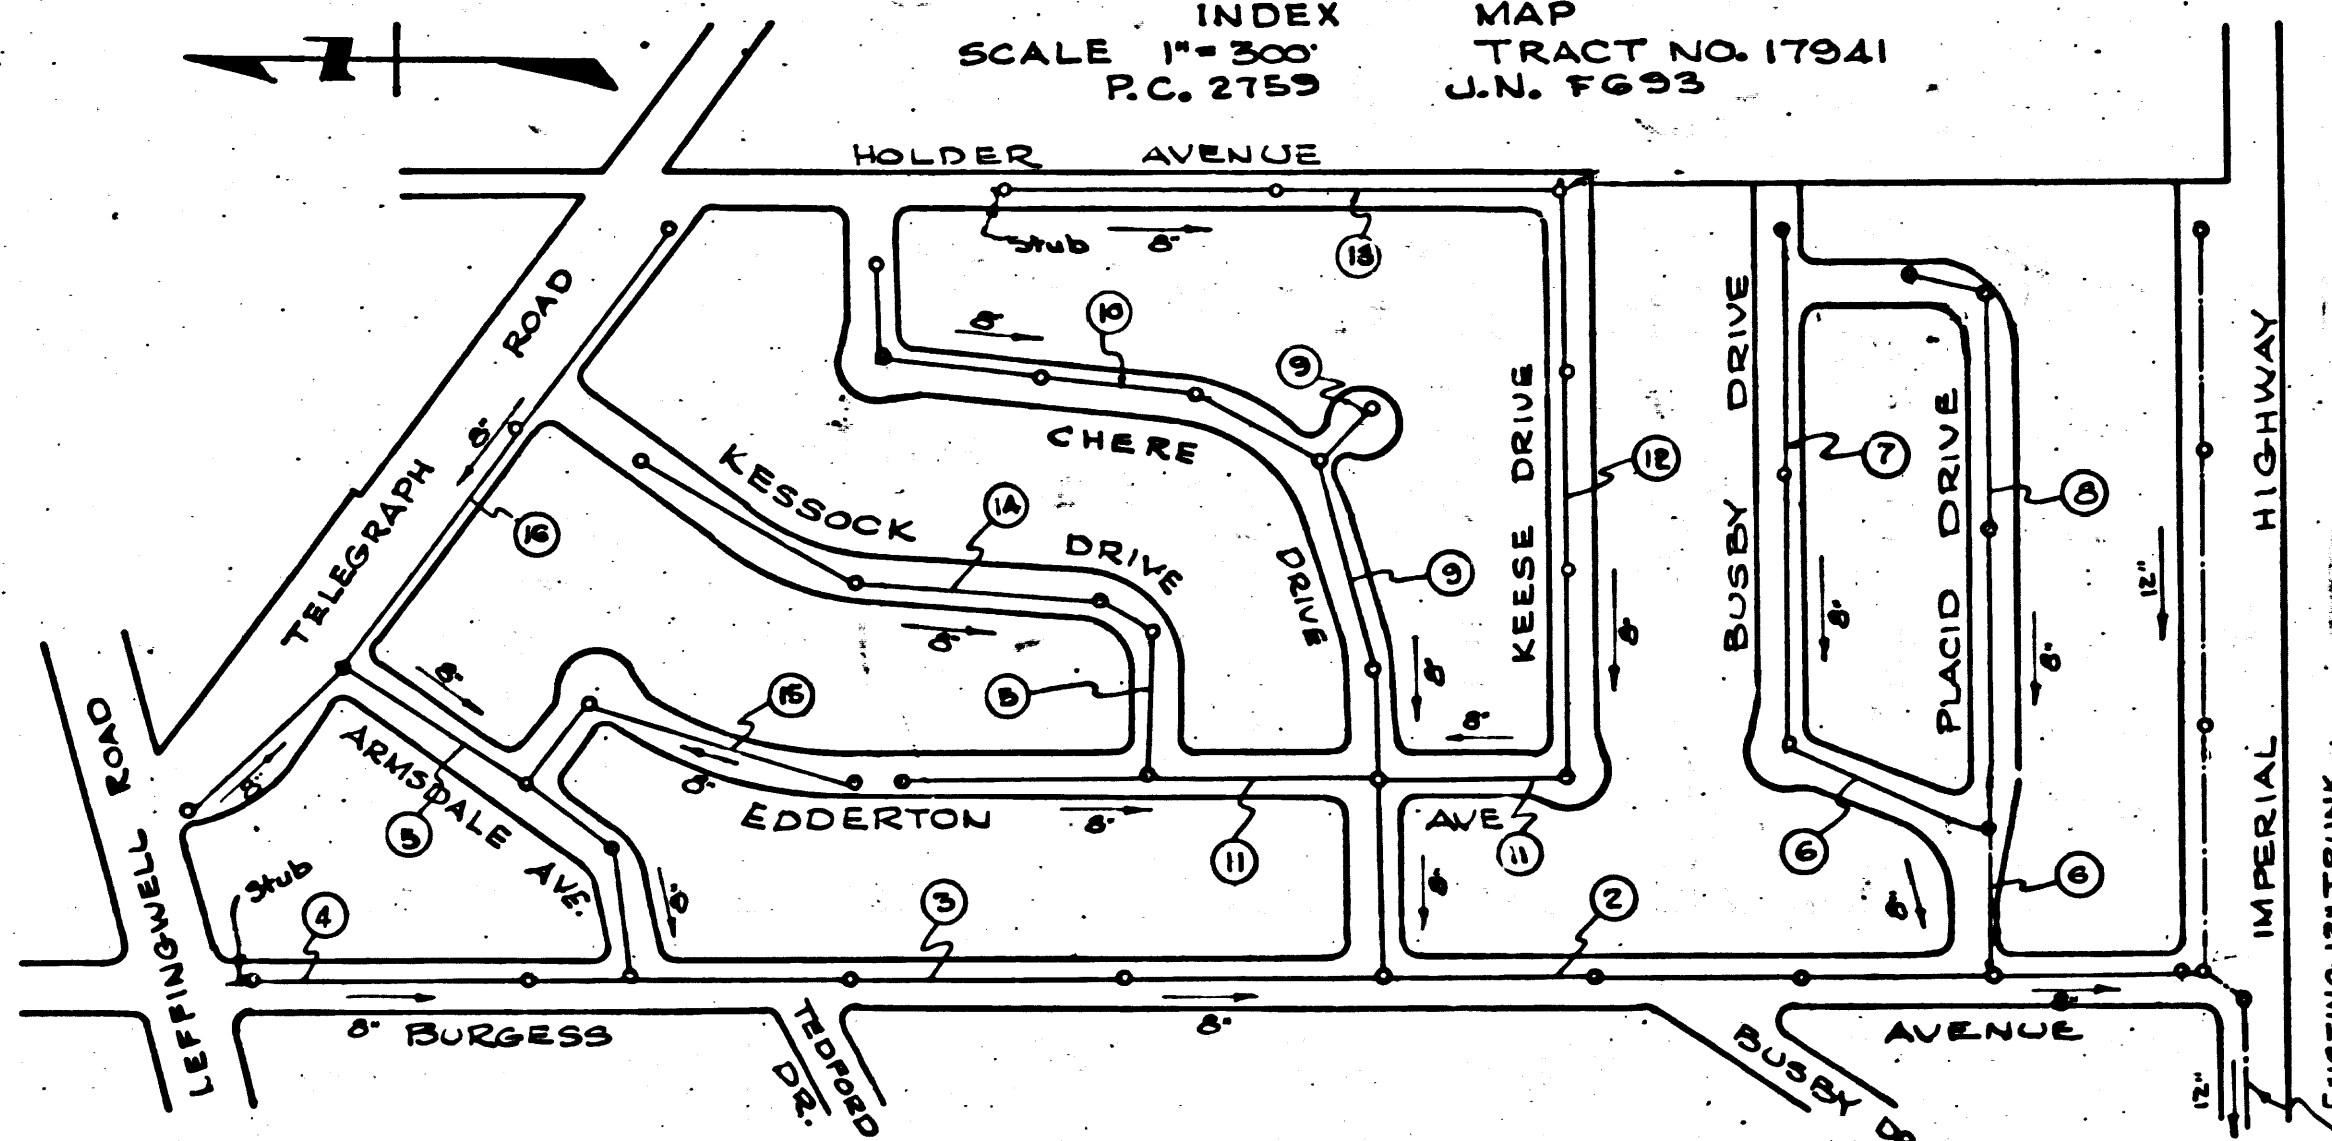 INDEX MAP
SCALE 1"=300'
TRACT NO. 17941
P.C. 2759
J.N. F693
HOLDER AVENUE
Stub
8"
13
TELEGRAPH ROAD
8"
16
8"
10
9
CHERE DRIVE
9
8"
KESSOCK DRIVE
14
8"
5
KEESE DRIVE
12
8"
8"
BUSBY DRIVE
7
8"
PLACID DRIVE
8
8"
12"
IMPERIAL HIGHWAY
LEFFINGWELL ROAD
8"
8"
ARMSDALE AVE.
5
15
8"
EDDERTON AVE
8"
11
11
6
6
8"
8"
8"
Stub
4
3
2
8"
BURGESS AVENUE
8"
8"
TEDFORD DR.
BUSBY
12"